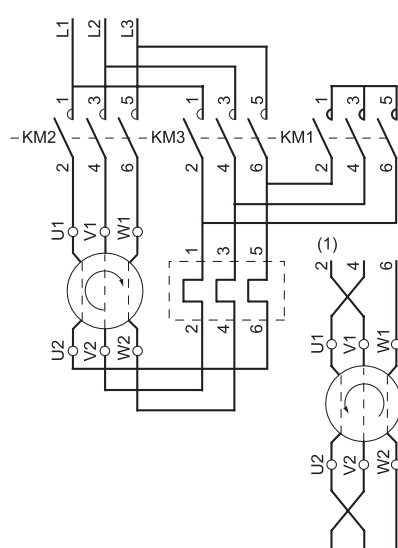 L1 L2 L3
1 3 5 1 3 5 1 3 5
KM2 KM3 KM1
2 4 6 2 4 6 2 4 6
U1 V1 W1
1 3 5
(1)
2 4 6
2 4 6
U2 V2 W2
U1 V1 W1
U2 V2 W2